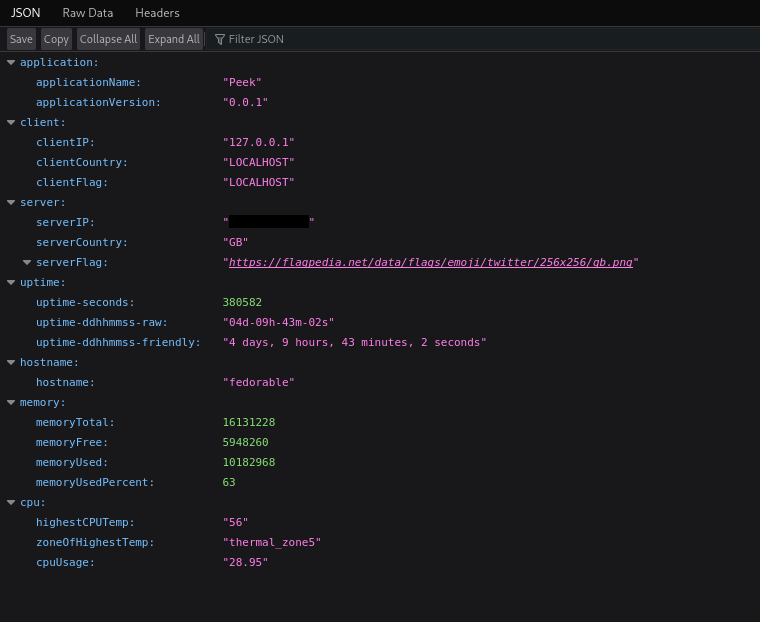 JSON Raw Data Headers
Save Copy Collapse All Expand All Filter JSON
application:
applicationName: "Peek"
applicationVersion: "0.0.1"
client:
clientIP: "127.0.0.1"
clientCountry: "LOCALHOST"
clientFlag: "LOCALHOST"
server:
serverIP: " "
serverCountry: "GB"
serverFlag: "https://flagpedia.net/data/flags/emoji/twitter/256x256/gb.png"
uptime:
uptime-seconds: 380582
uptime-ddhhmmss-raw: "04d-09h-43m-02s"
uptime-ddhhmmss-friendly: "4 days, 9 hours, 43 minutes, 2 seconds"
hostname:
hostname: "fedorable"
memory:
memoryTotal: 16131228
memoryFree: 5948260
memoryUsed: 10182968
memoryUsedPercent: 63
cpu:
highestCPUTemp: "56"
zoneOfHighestTemp: "thermal_zone5"
cpuUsage: "28.95"